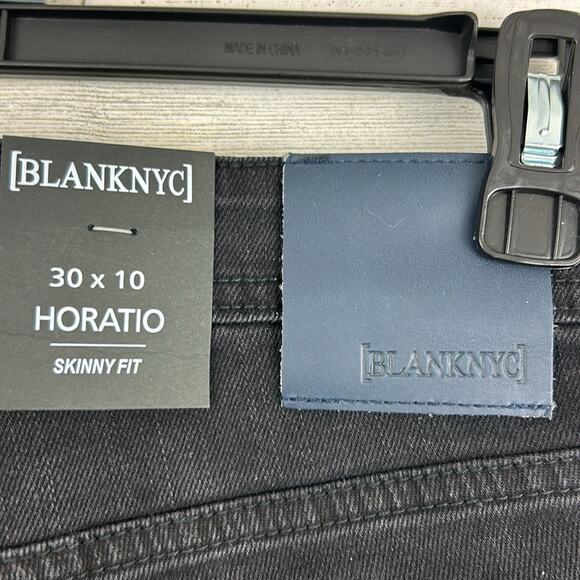 MADE IN CHINA
[BLANKNYC]
30 x 10
HORATIO
SKINNY FIT
[BLANKNYC]